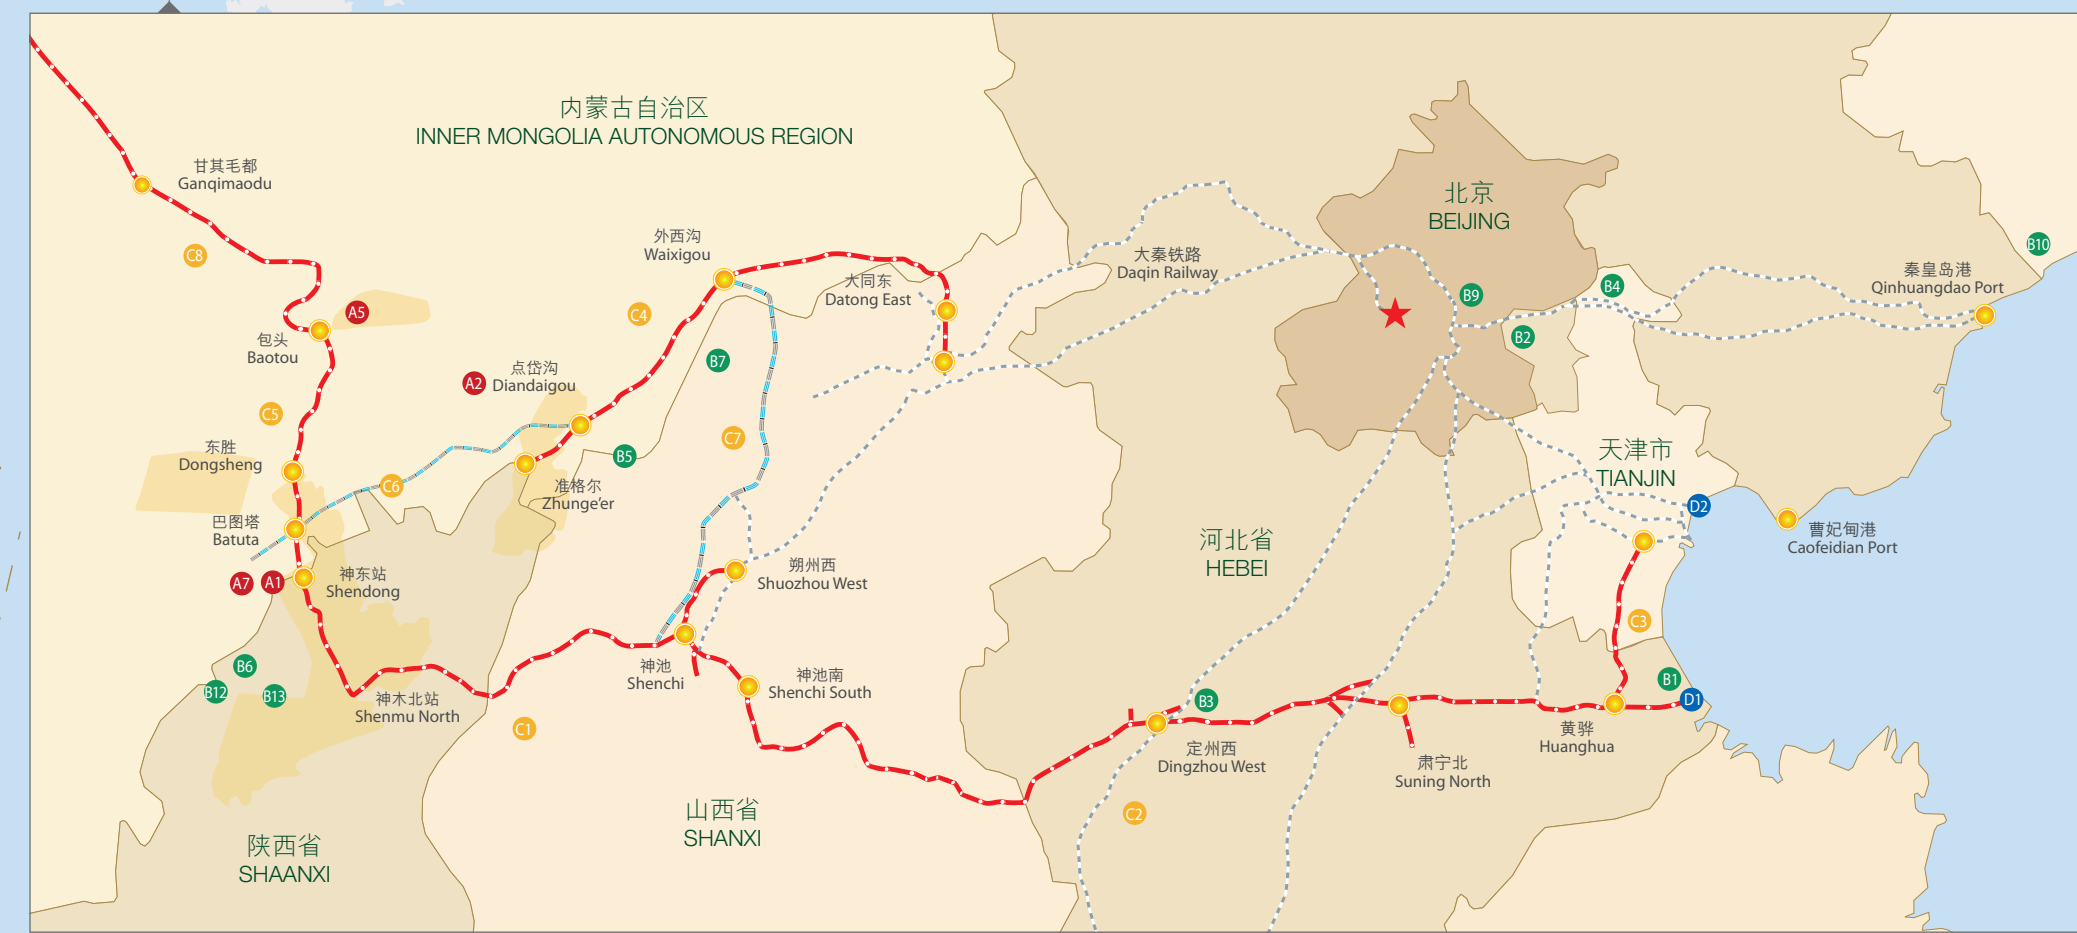 内蒙古自治区
INNER MONGOLIA AUTONOMOUS REGION
甘其毛都
Ganqimaodu
C8
A5
包头
Baotou
外西沟
Waixigou
C4
大同东
Datong East
B7
大秦铁路
Daqin Railway
北京
BEIJING
B9
B4
B2
B10
秦皇岛港
Qinhuangdao Port
A2
点岱沟
Diandaigou
C5
C7
东胜
Dongsheng
B5
C6
准格尔
Zhunge'er
天津市
TIANJIN
D2
巴图塔
Batuta
曹妃甸港
Caofeidian Port
河北省
HEBEI
A7
A1
神东站
Shendong
朔州西
Shuozhou West
C3
B6
B12
B13
神池
Shenchi
神池南
Shenchi South
神木北站
Shenmu North
C1
B3
B1
D1
定州西
Dingzhou West
黄骅
Huanghua
肃宁北
Suning North
C2
山西省
SHANXI
陕西省
SHAANXI